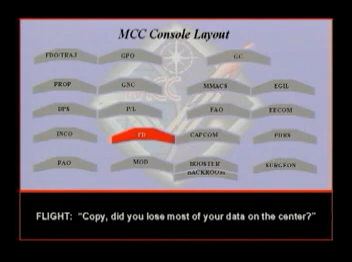 MCC Console Layout
FDO/TRAJ GPO GC
PROP GNC MMACS EGIL
DPS P/L FAO EECOM
INCO FD CAPCOM PDRS
PAO MOD BOOSTER SURGEON
BACKROOM
FLIGHT: "Copy, did you lose most of your data on the center?"